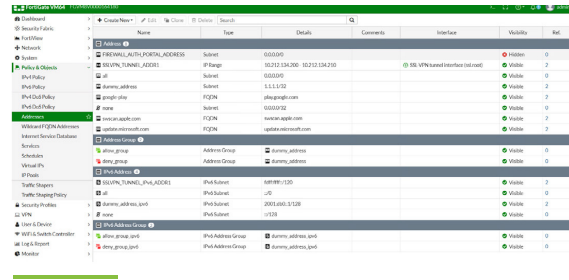 FortiGate VM64
admin
Dashboard
Security Fabric
FortiView
Network
System
Policy & Objects
IPv4 Policy
IPv6 Policy
IPv4 DoS Policy
IPv6 DoS Policy
Addresses
Wildcard FQDN Addresses
Internet Service Database
Services
Schedules
Virtual IPs
IP Pools
Traffic Shapers
Traffic Shaping Policy
Security Profiles
VPN
User & Device
WiFi & Switch Controller
Log & Report
Monitor
+ Create New Edit Clone Delete Search
Name Type Details Comments Interface Visibility Ref.
Address 8
FIREWALL_AUTH_PORTAL_ADDRESS Subnet 0.0.0.0/0 Hidden 0
SSLVPN_TUNNEL_ADDR1 IP Range 10.212.134.200 - 10.212.134.210 SSL-VPN tunnel interface (ssl.root) Visible 2
all Subnet 0.0.0.0/0 Visible 0
dummy_address Subnet 1.1.1.1/32 Visible 2
google-play FQDN play.google.com Visible 2
none Subnet 0.0.0.0/32 Visible 0
swscan.apple.com FQDN swscan.apple.com Visible 2
update.microsoft.com FQDN update.microsoft.com Visible 2
Address Group 2
allow_group Address Group dummy_address Visible 0
deny_group Address Group dummy_address Visible 0
IPv6 Address 4
SSLVPN_TUNNEL_IPv6_ADDR1 IPv6 Subnet fdff:ffff::/120 Visible 2
all IPv6 Subnet ::/0 Visible 0
dummy_address_ipv6 IPv6 Subnet Visible 2
none IPv6 Subnet ::/128 Visible 0
IPv6 Address Group 2
allow_group_ipv6 IPv6 Address Group dummy_address_ipv6 Visible 0
deny_group_ipv6 IPv6 Address Group dummy_address_ipv6 Visible 0